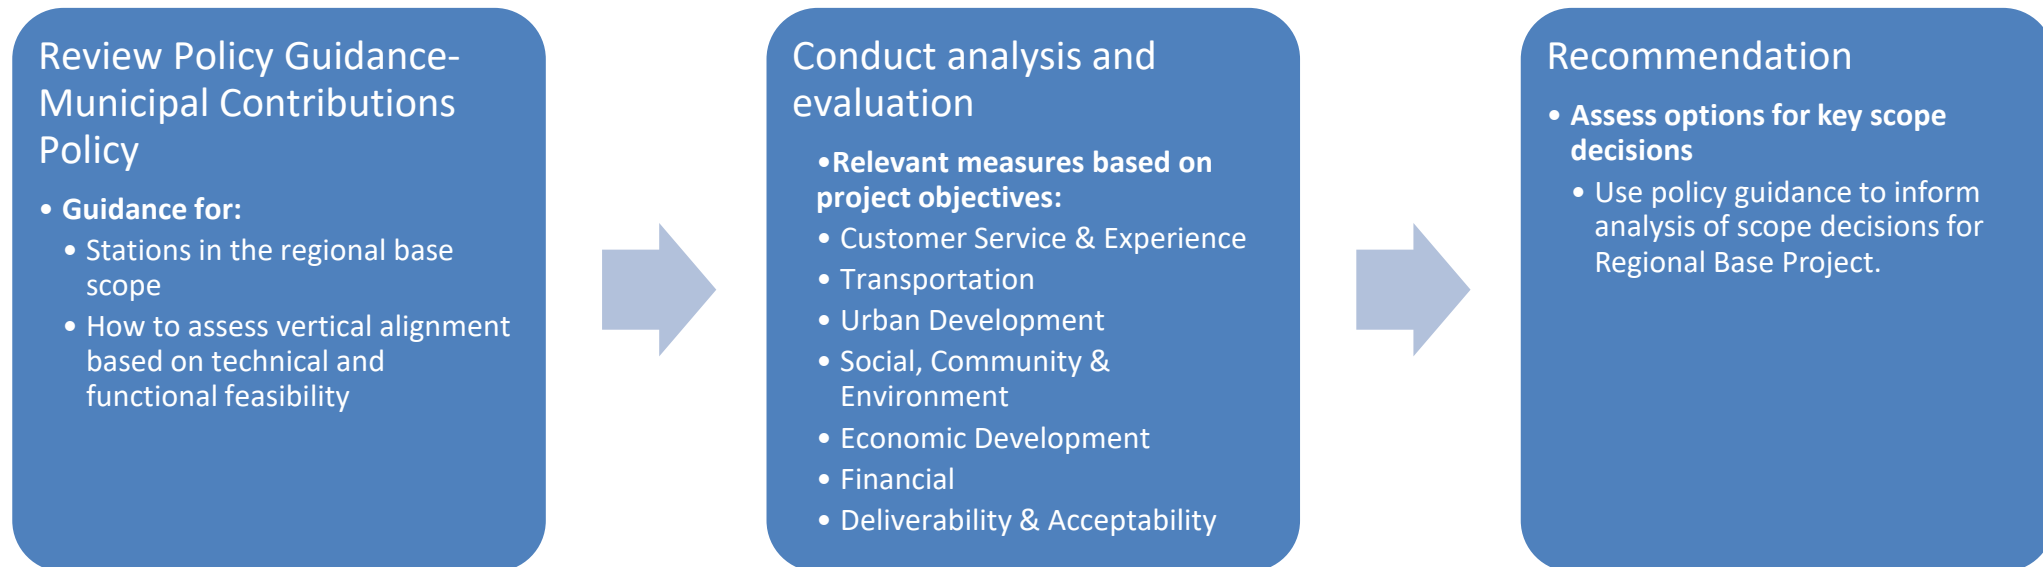 Review Policy Guidance-
Municipal Contributions
Policy
• Guidance for:
• Stations in the regional base
scope
• How to assess vertical alignment
based on technical and
functional feasibility
Conduct analysis and
evaluation
•Relevant measures based on
project objectives:
• Customer Service & Experience
• Transportation
• Urban Development
• Social, Community &
Environment
• Economic Development
• Financial
• Deliverability & Acceptability
Recommendation
• Assess options for key scope
decisions
• Use policy guidance to inform
analysis of scope decisions for
Regional Base Project.